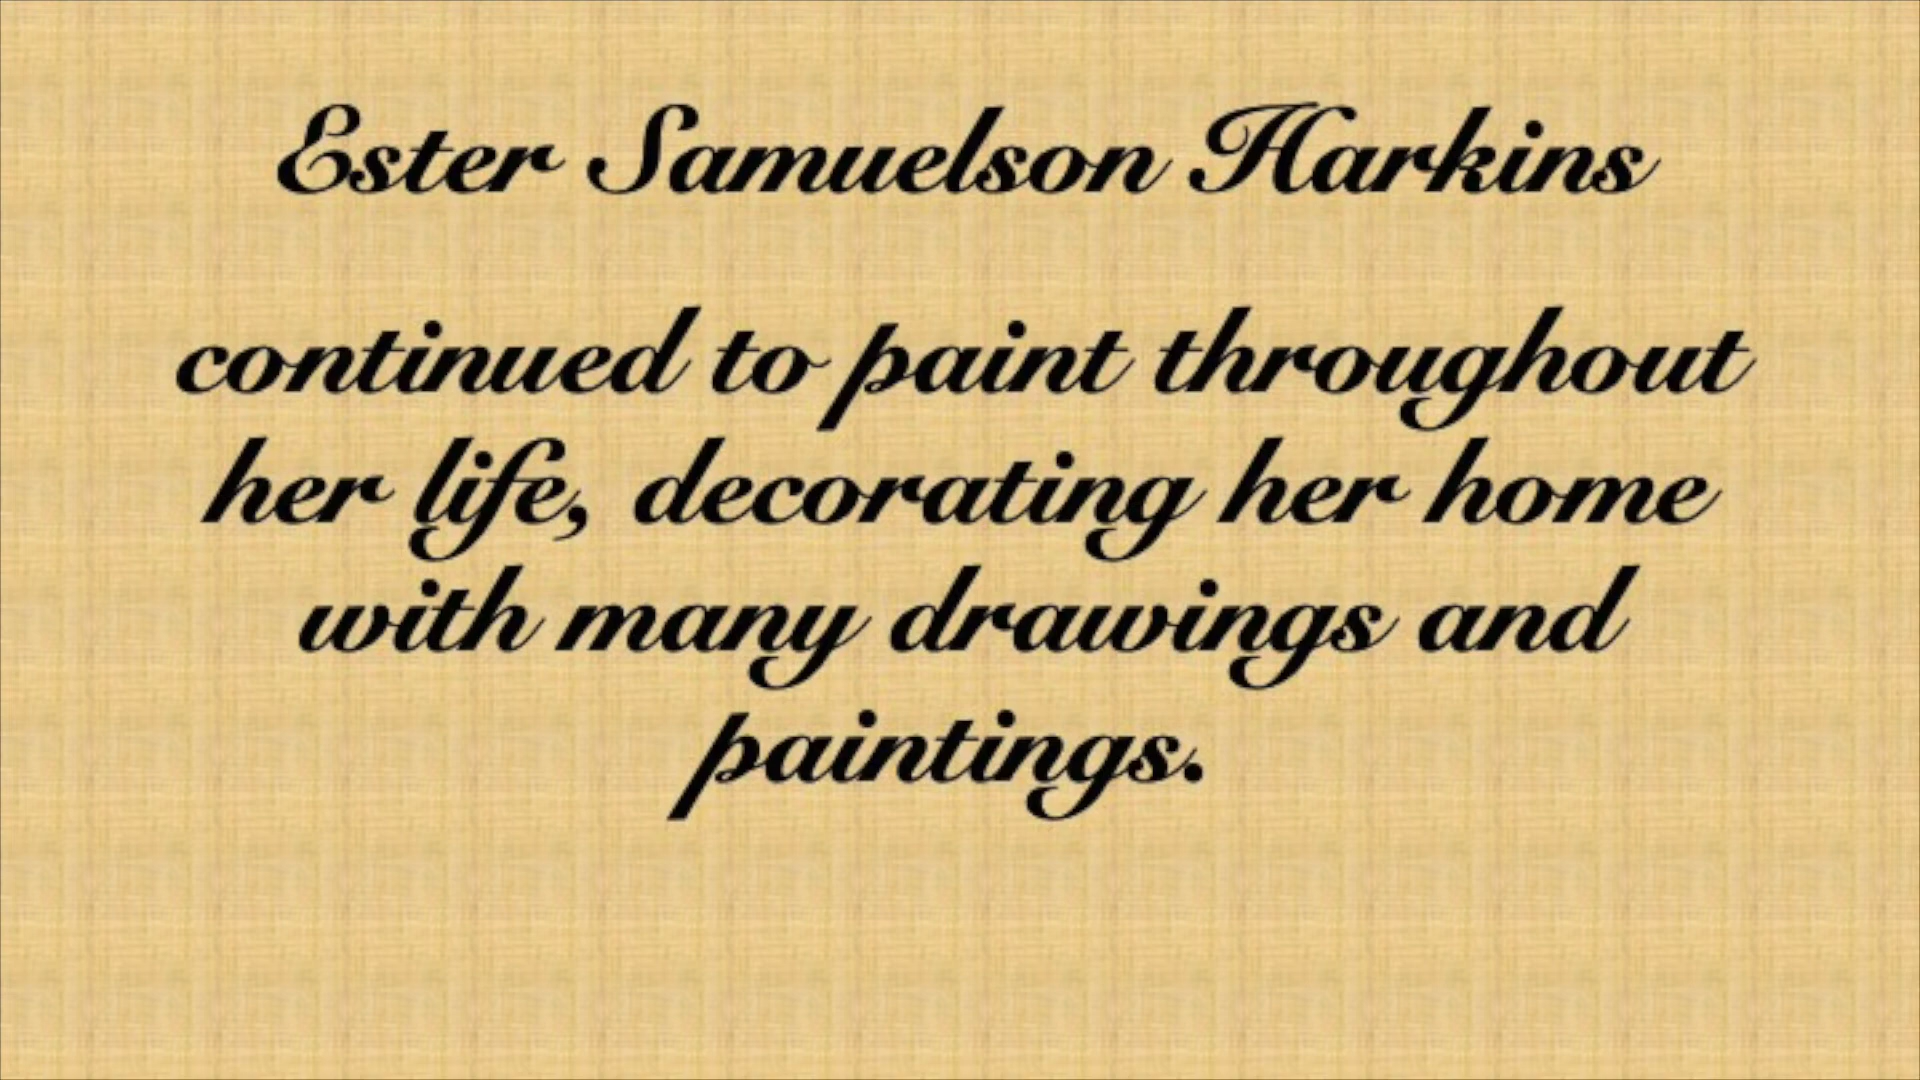 Ester Samuelson Harkins
continued to paint throughout
her life, decorating her home
with many drawings and
paintings.